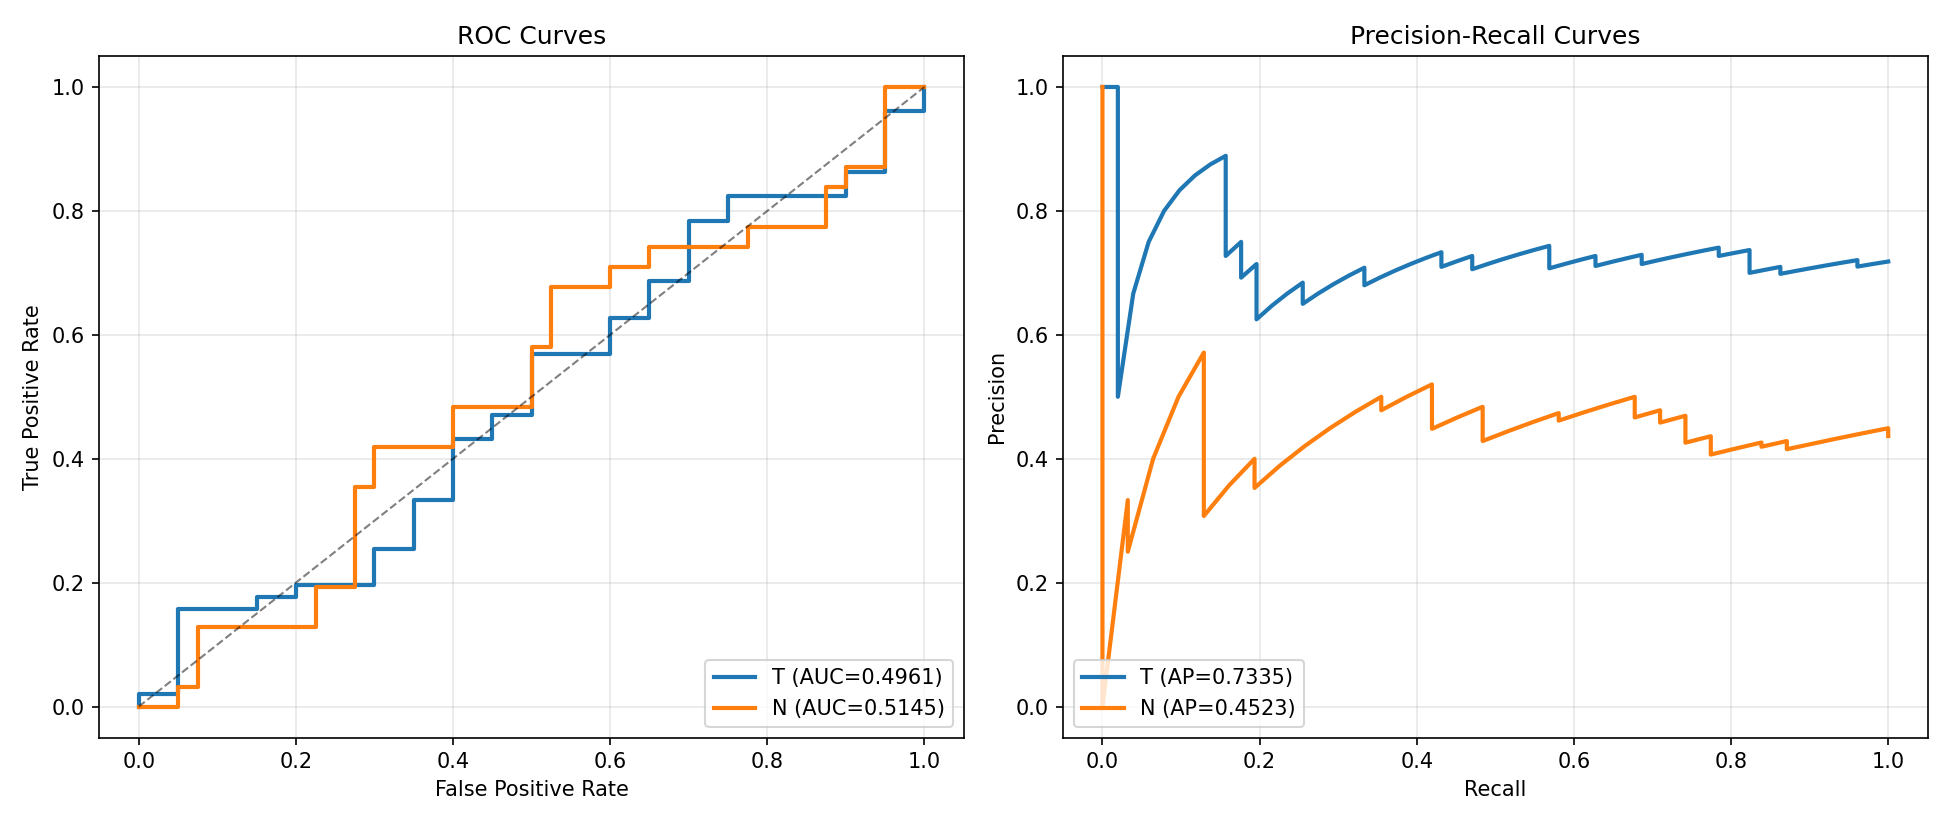 ROC Curves
True Positive Rate
1.0
0.8
0.6
0.4
0.2
0.0
T (AUC=0.4961)
N (AUC=0.5145)
0.0 0.2 0.4 0.6 0.8 1.0
False Positive Rate
Precision-Recall Curves
Precision
1.0
0.8
0.6
0.4
0.2
0.0
T (AP=0.7335)
N (AP=0.4523)
0.0 0.2 0.4 0.6 0.8 1.0
Recall